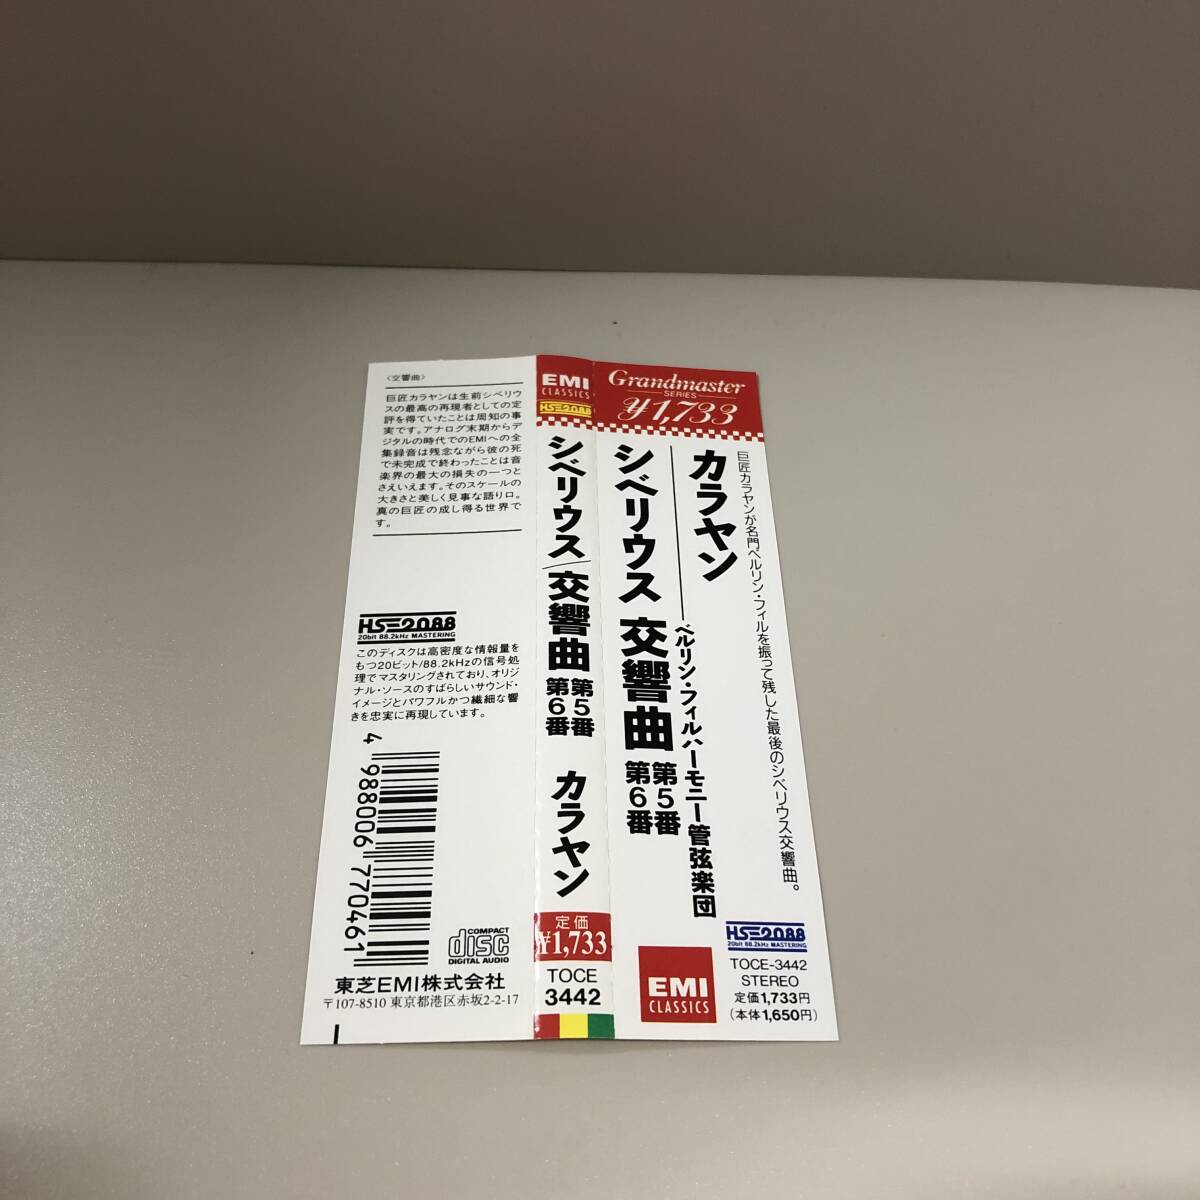 〈交響曲〉
巨匠カラヤンは生前シベリウ
スの最高の再現者としての定
評を得ていたことは周知の事
実です。アナログ末期からデ
ジタルの時代でのEMIへの全
集録音は残念ながら彼の死
で未完成で終わったことは音
楽界の最大の損失の一つと
さえいえます。そのスケールの
大きさと美しく見事な語り口。
真の巨匠の成し得る世界で
す。
HS2088
20bit 88.2kHz MASTERING
このディスクは高密度な情報量を
もつ20ビット/88.2kHzの信号処
理でマスタリングされており、オリジ
ナル・ソースのすばらしいサウンド・
イメージとパワフルかつ繊細な響
きを忠実に再現しています。
4 988006 770461
COMPACT
disc
DIGITAL AUDIO
東芝EMI株式会社
〒107-8510 東京都港区赤坂2-2-17
EMI
CLASSICS
HS2088
シベリウス/交響曲 第5番 第6番 カラヤン
定価
¥1,733
TOCE
3442
Grandmaster
SERIES
¥1,733
巨匠カラヤンが名門ベルリン・フィルを振って残した最後のシベリウス交響曲。
カラヤン
ベルリン・フィルハーモニー管弦楽団
シベリウス 交響曲 第5番 第6番
EMI
CLASSICS
HS2088
20bit 88.2kHz MASTERING
TOCE-3442
STEREO
定価1,733円
(本体1,650円)